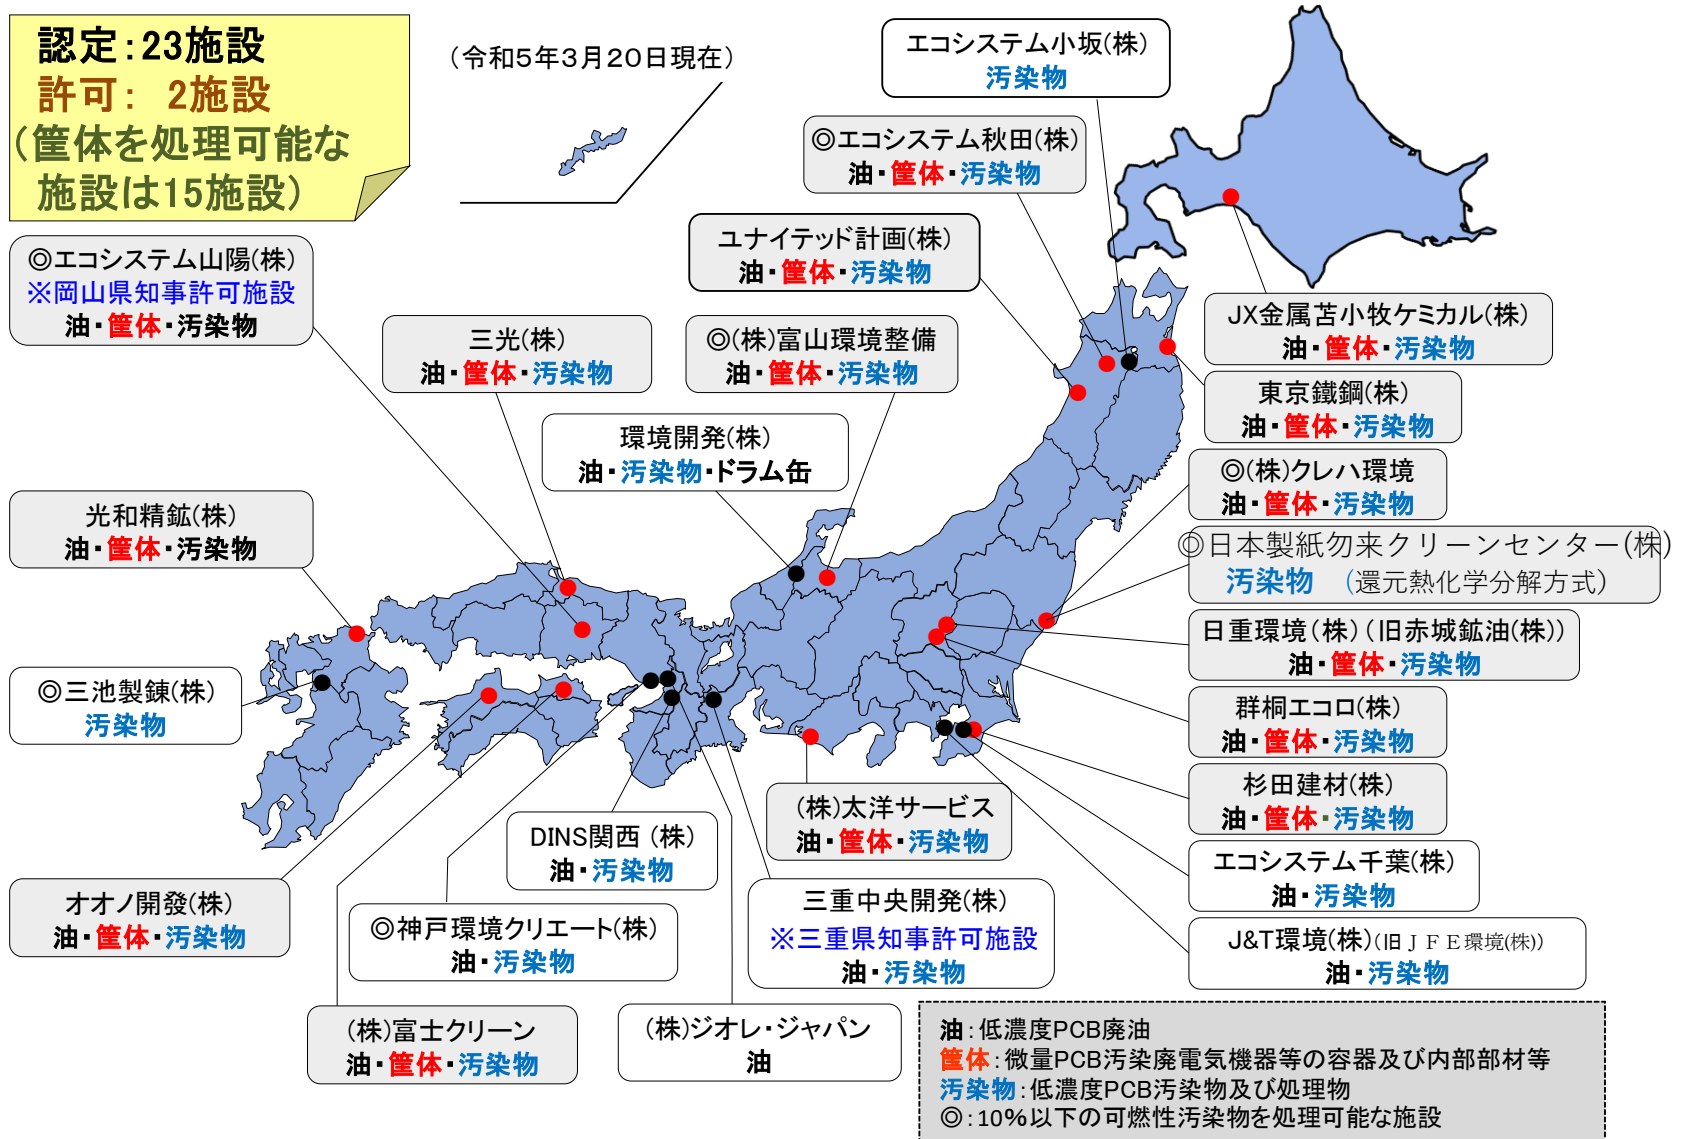 認定:23施設
許可: 2施設
(筐体を処理可能な
施設は15施設)
(令和5年3月20日現在)
エコシステム小坂(株)
汚染物
◎エコシステム秋田(株)
油・筐体・汚染物
ユナイテッド計画(株)
油・筐体・汚染物
◎エコシステム山陽(株)
※岡山県知事許可施設
油・筐体・汚染物
三光(株)
油・筐体・汚染物
◎(株)富山環境整備
油・筐体・汚染物
環境開発(株)
油・汚染物・ドラム缶
JX金属苫小牧ケミカル(株)
油・筐体・汚染物
東京鐵鋼(株)
油・筐体・汚染物
◎(株)クレハ環境
油・筐体・汚染物
◎日本製紙勿来クリーンセンター(株)
汚染物 (還元熱化学分解方式)
日重環境(株)(旧赤城鉱油(株))
油・筐体・汚染物
群桐エコロ(株)
油・筐体・汚染物
杉田建材(株)
油・筐体・汚染物
エコシステム千葉(株)
油・汚染物
J&T環境(株)(旧JFE環境(株))
油・汚染物
光和精鉱(株)
油・筐体・汚染物
◎三池製錬(株)
汚染物
オオノ開發(株)
油・筐体・汚染物
DINS関西 (株)
油・汚染物
(株)太洋サービス
油・筐体・汚染物
◎神戸環境クリエート(株)
油・汚染物
三重中央開発(株)
※三重県知事許可施設
油・汚染物
(株)富士クリーン
油・筐体・汚染物
(株)ジオレ・ジャパン
油
油:低濃度PCB廃油
筐体:微量PCB汚染廃電気機器等の容器及び内部部材等
汚染物:低濃度PCB汚染物及び処理物
◎:10%以下の可燃性汚染物を処理可能な施設